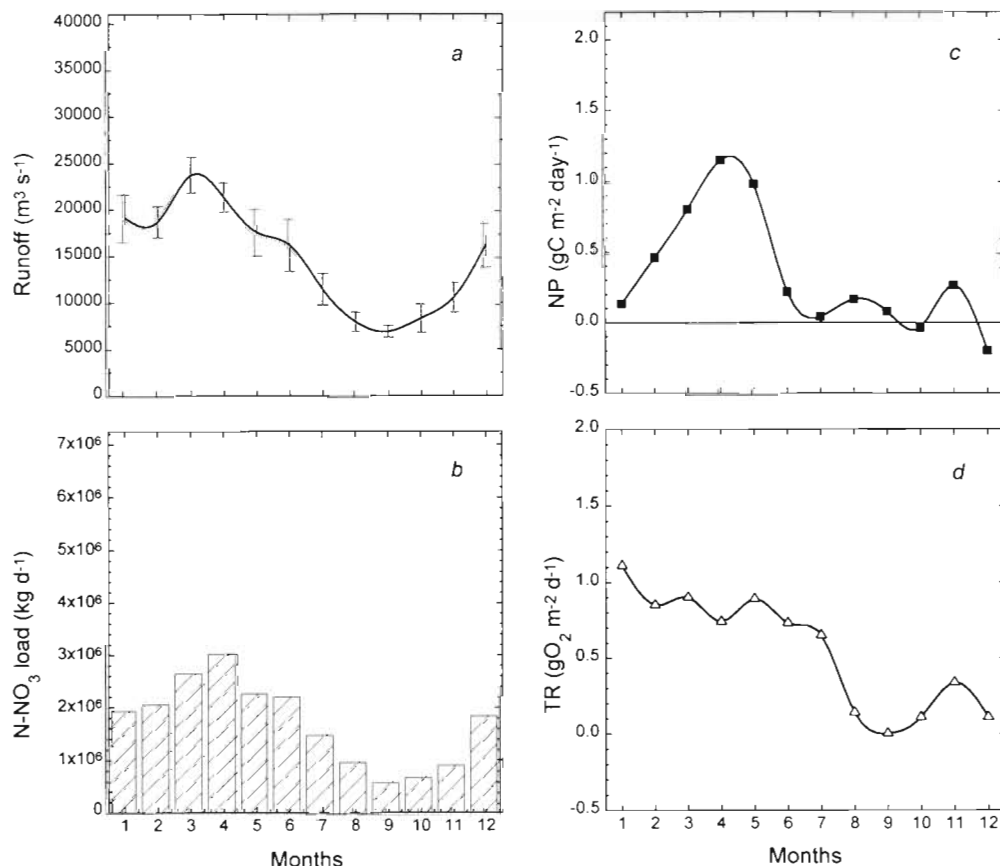 a
40000
35000
30000
25000
20000
15000
10000
5000
0
Runoff (m³ s⁻¹)
b
7x10⁶
6x10⁶
5x10⁶
4x10⁶
3x10⁶
2x10⁶
1x10⁶
0
N-NO₃ load (kg d⁻¹)
1 2 3 4 5 6 7 8 9 10 11 12
Months
c
2.0
1.5
1.0
0.5
0.0
-0.5
NP (gC m⁻² day⁻¹)
d
2.0
1.5
1.0
0.5
0.0
-0.5
TR (gO₂ m⁻² d⁻¹)
1 2 3 4 5 6 7 8 9 10 11 12
Months